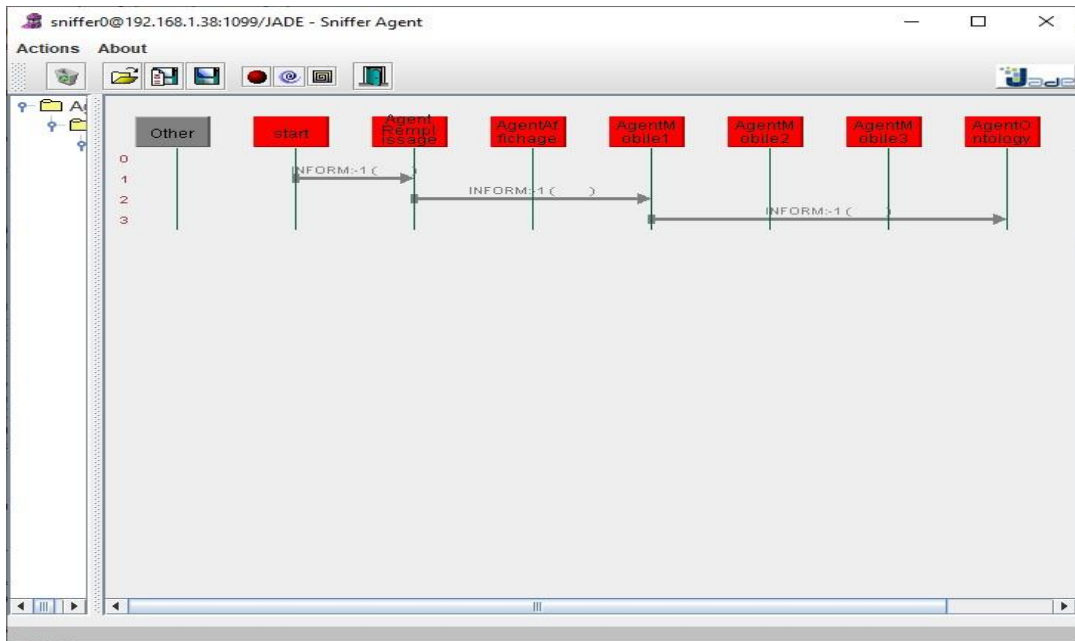 sniffer0@192.168.1.38:1099/JADE - Sniffer Agent
Actions About
Other
start
Agent
Rempl
issage
AgentAf
fichage
AgentM
obile1
AgentM
obile2
AgentM
obile3
AgentO
ntology
0
1
2
3
INFORM:-1 ( )
INFORM:-1 ( )
INFORM:-1 ( )
Jade